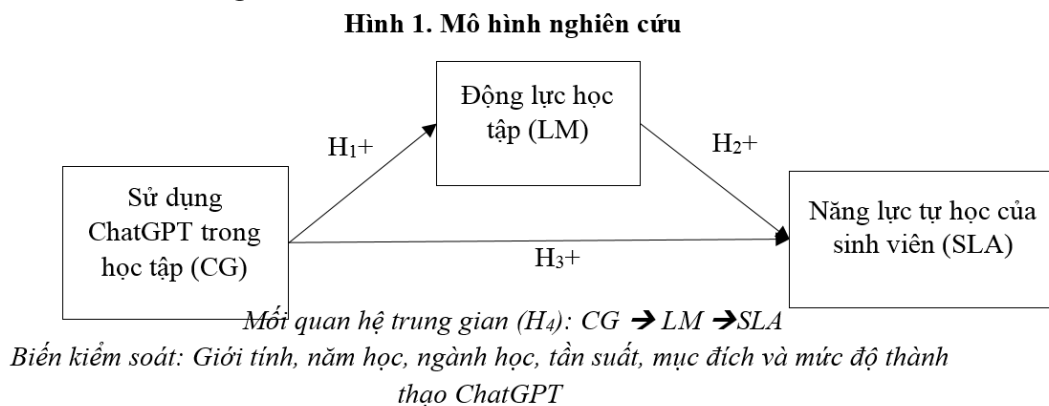 Hình 1. Mô hình nghiên cứu
Động lực học
tập (LM)
H₁+
H₂+
Sử dụng
ChatGPT trong
học tập (CG)
Năng lực tự học của
sinh viên (SLA)
H₃+
Mối quan hệ trung gian (H₄): CG ➔ LM ➔SLA
Biến kiểm soát: Giới tính, năm học, ngành học, tần suất, mục đích và mức độ thành
thạo ChatGPT